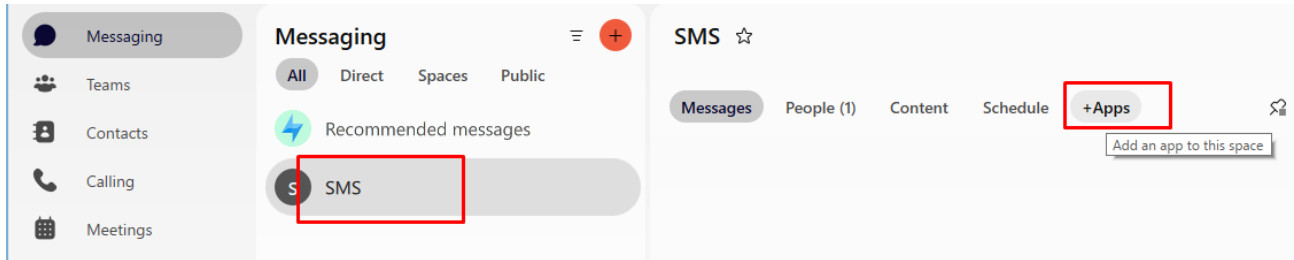 Messaging
Teams
Contacts
Calling
Meetings
Messaging
+
All Direct Spaces Public
Recommended messages
S SMS
SMS
Messages People (1) Content Schedule +Apps
Add an app to this space